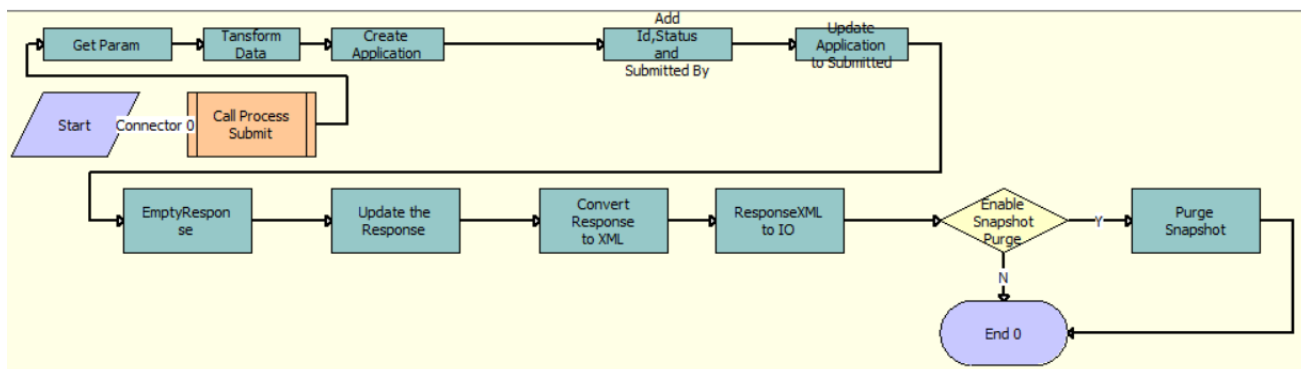 Get Param
Tansform
Data
Create
Application
Add
Id,Status
and
Submitted By
Update
Application
to Submitted
Start
Connector 0
Call Process
Submit
EmptyRespon
se
Update the
Response
Convert
Response
to XML
ResponseXML
to IO
Enable
Snapshot
Purge
Y
Purge
Snapshot
N
End 0